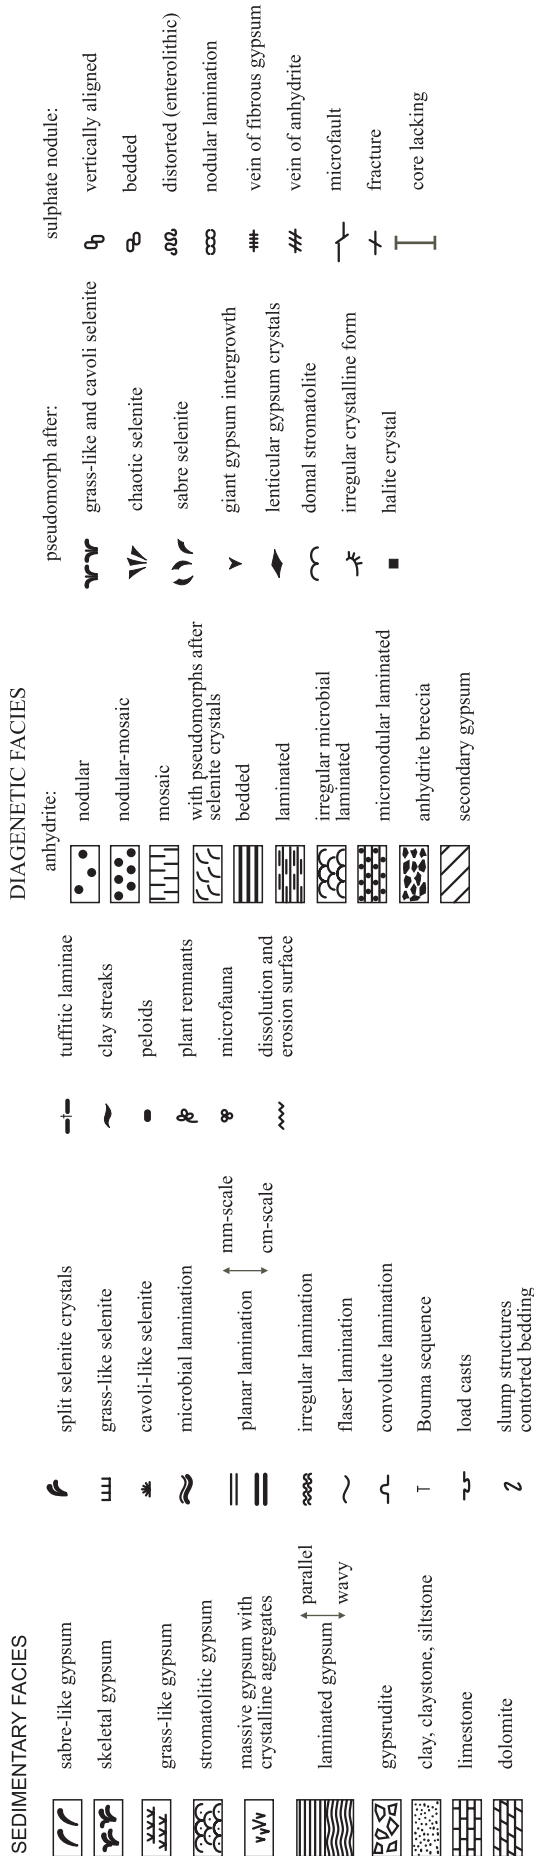 SEDIMENTARY FACIES
sabre-like gypsum
skeletal gypsum
grass-like gypsum
stromatolitic gypsum
massive gypsum with
crystalline aggregates
laminated gypsum
parallel
wavy
gypsrudite
clay, claystone, siltstone
limestone
dolomite
split selenite crystals
grass-like selenite
cavoli-like selenite
microbial lamination
planar lamination
mm-scale
cm-scale
irregular lamination
flaser lamination
convolute lamination
Bouma sequence
load casts
slump structures
contorted bedding
tuffitic laminae
clay streaks
peloids
plant remnants
microfauna
dissolution and
erosion surface
DIAGENETIC FACIES
anhydrite:
nodular
nodular-mosaic
mosaic
with pseudomorphs after
selenite crystals
bedded
laminated
irregular microbial
laminated
micronodular laminated
anhydrite breccia
secondary gypsum
pseudomorph after:
grass-like and cavoli selenite
chaotic selenite
sabre selenite
giant gypsum intergrowth
lenticular gypsum crystals
domal stromatolite
irregular crystalline form
halite crystal
sulphate nodule:
vertically aligned
bedded
distorted (enterolithic)
nodular lamination
vein of fibrous gypsum
vein of anhydrite
microfault
fracture
core lacking